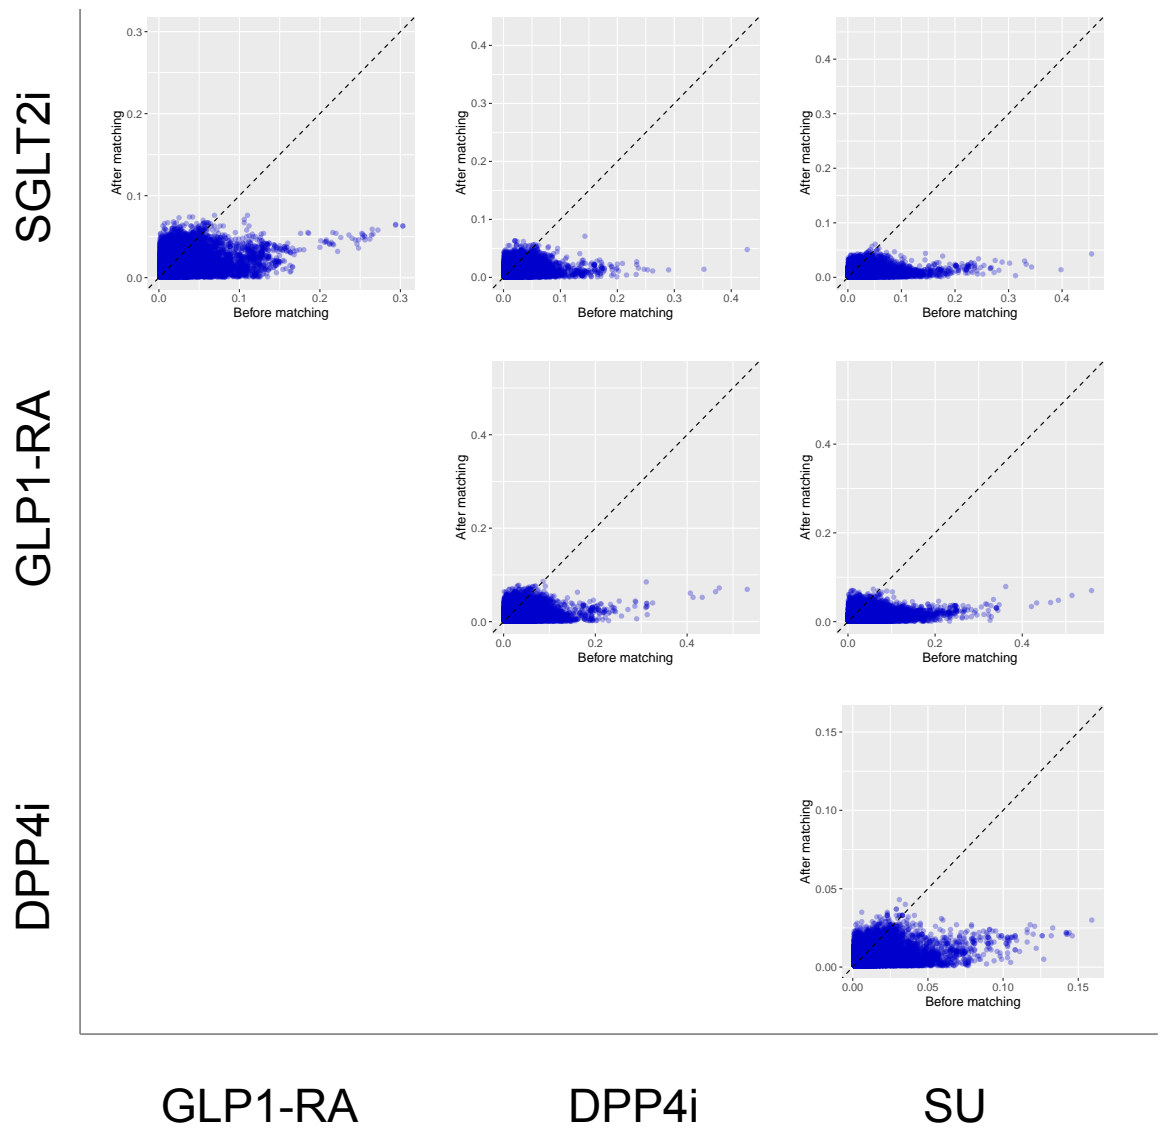 SGLT2i
After matching
0.3
0.2
0.1
0.0
0.0 0.1 0.2 0.3
Before matching
After matching
0.4
0.3
0.2
0.1
0.0
0.0 0.1 0.2 0.3 0.4
Before matching
After matching
0.4
0.3
0.2
0.1
0.0
0.0 0.1 0.2 0.3 0.4
Before matching
GLP1-RA
After matching
0.4
0.2
0.0
0.0 0.2 0.4
Before matching
After matching
0.4
0.2
0.0
0.0 0.2 0.4
Before matching
DPP4i
After matching
0.15
0.10
0.05
0.00
0.00 0.05 0.10 0.15
Before matching
GLP1-RA DPP4i SU